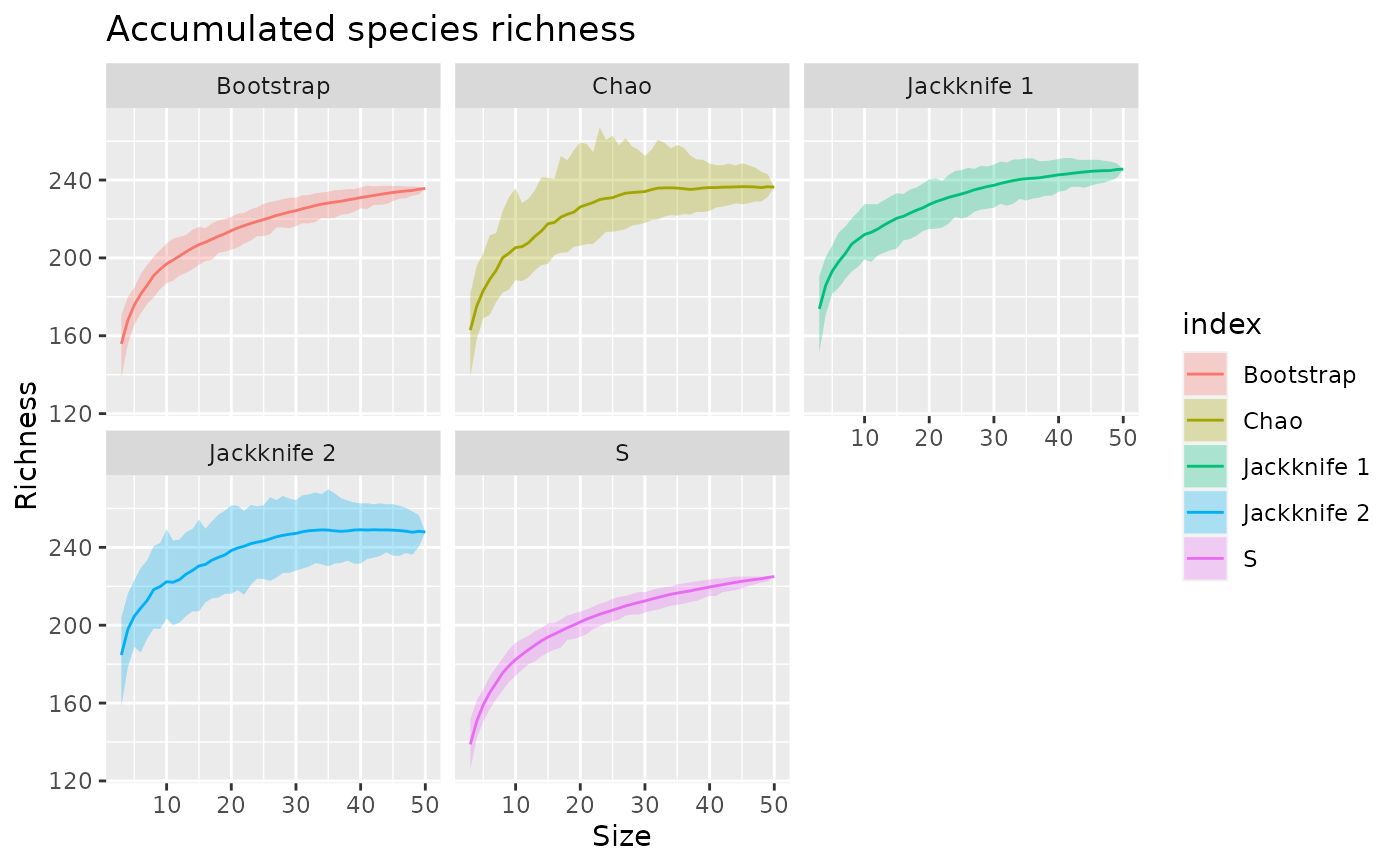 Accumulated species richness
Bootstrap
Chao
Jackknife 1
240
200
160
120
10 20 30 40 50
Jackknife 2
S
240
200
160
120
10 20 30 40 50
10 20 30 40 50
Size
Richness
index
Bootstrap
Chao
Jackknife 1
Jackknife 2
S